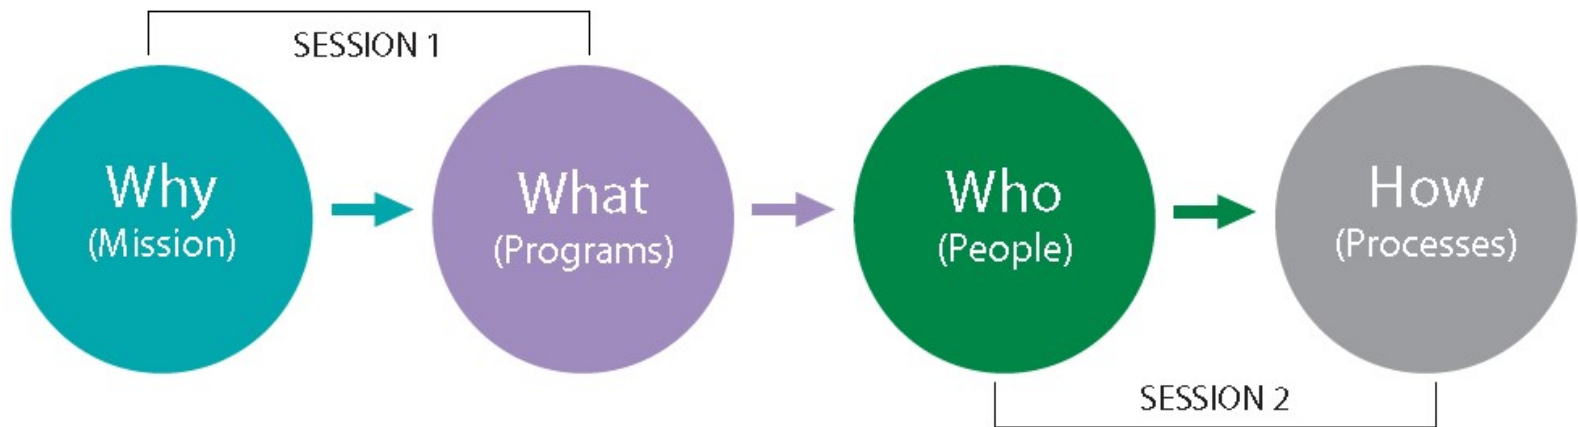 SESSION 1
Why
(Mission)
What
(Programs)
Who
(People)
How
(Processes)
SESSION 2